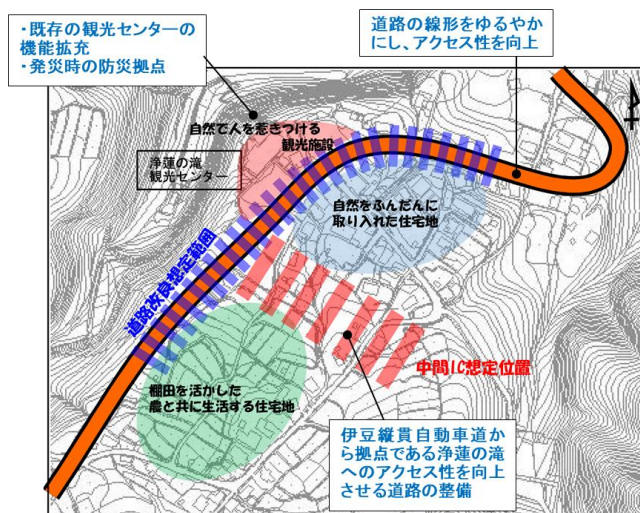 ・既存の観光センターの
機能拡充
・発災時の防災拠点
道路の線形をゆるやか
にし、アクセス性を向上
自然でん を惹きつける
観光施設
浄蓮の滝
観光センター
自然をふんだんに
取り入れた住宅地
道路改良想定範囲
棚田を活かした
農と共に生活する住宅地
中間IC想定位置
伊豆縦貫自動車道か
ら拠点である浄蓮の滝
へのアクセス性を向上
させる道路の整備